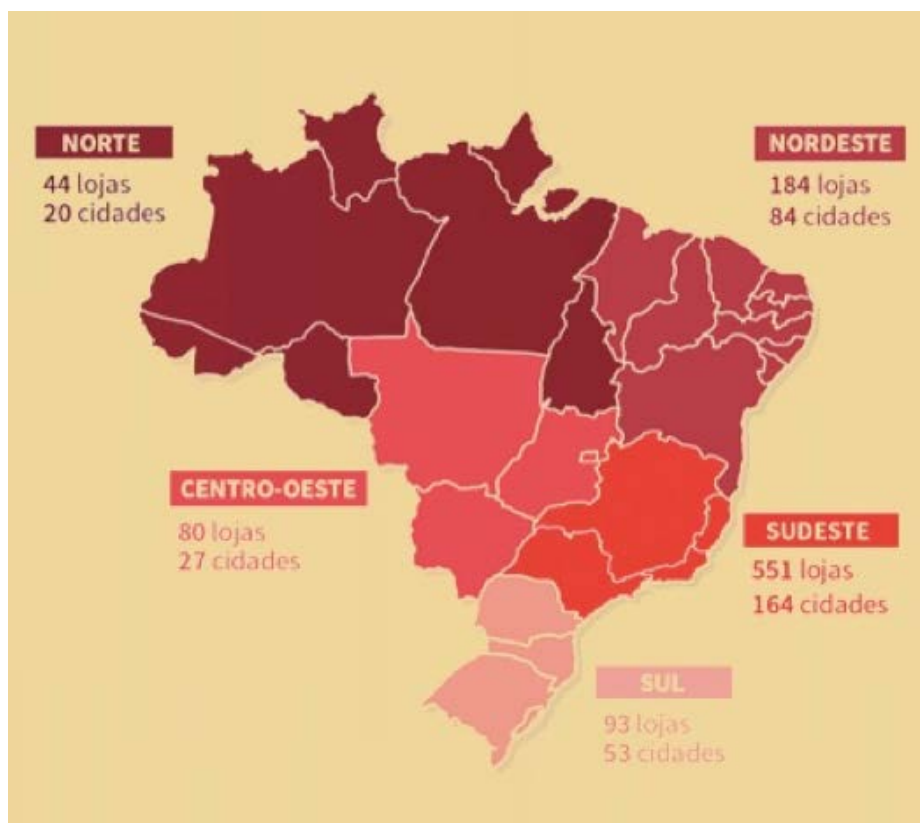 NORTE
44 lojas
20 cidades
NORDESTE
184 lojas
84 cidades
CENTRO-OESTE
80 lojas
27 cidades
SUDESTE
551 lojas
164 cidades
SUL
93 lojas
53 cidades